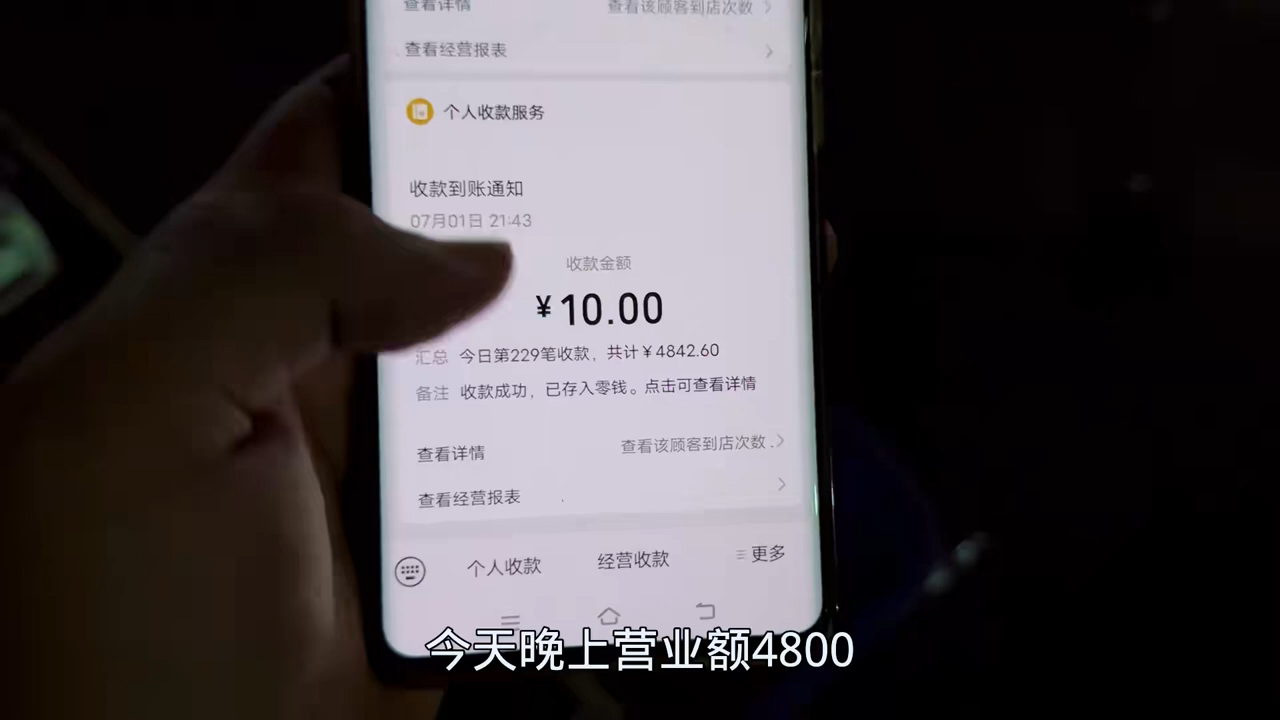 查看详情 查看该顾客到店次数
查看经营报表
个人收款服务
收款到账通知
07月01日 21:43
收款金额
¥10.00
汇总 今日第229笔收款，共计¥4842.60
备注 收款成功，已存入零钱。点击可查看详情
查看详情 查看该顾客到店次数
查看经营报表
个人收款 经营收款 更多
今天晚上营业额4800